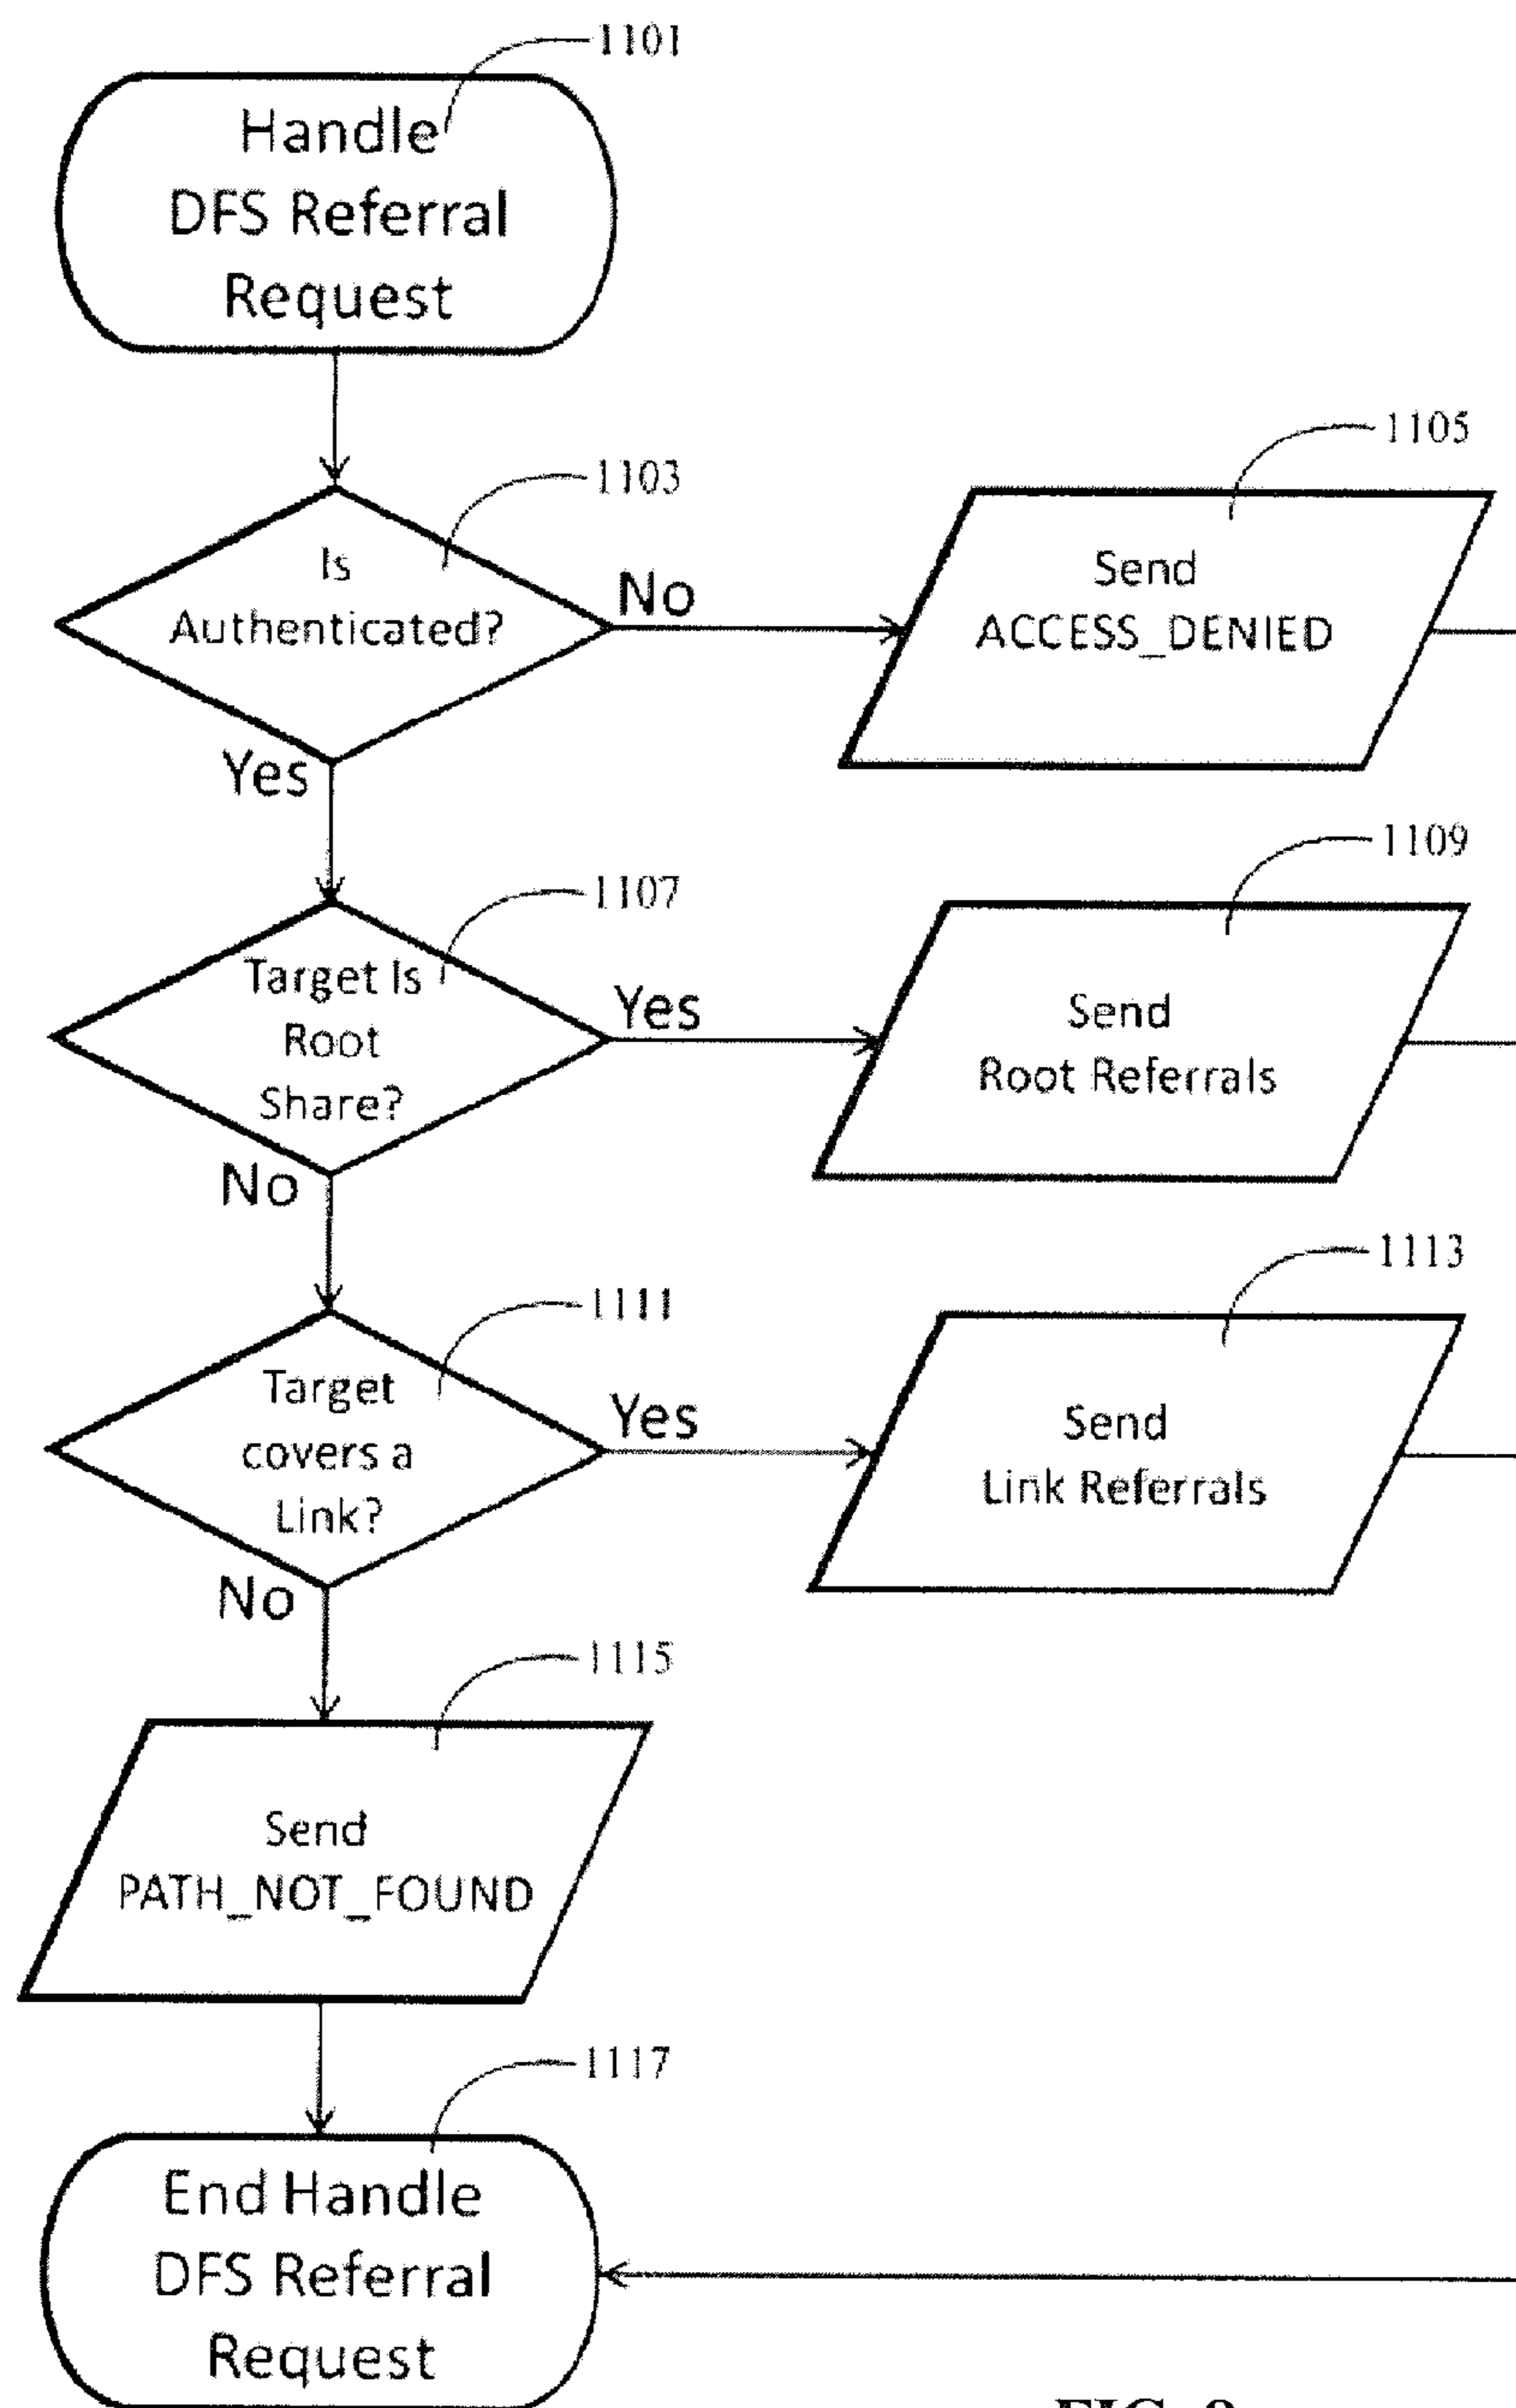 1101
Handle
DFS Referral
Request
1103
Is
Authenticated?
No
Yes
1105
Send
ACCESS_DENIED
1107
Target Is
Root
Share?
Yes
No
1109
Send
Root Referrals
1111
Target
covers a
Link?
Yes
No
1113
Send
Link Referrals
1115
Send
PATH_NOT_FOUND
1117
End Handle
DFS Referral
Request